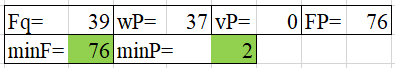 Fq= 39 wP= 37 vP= 0 FP= 76
minF= 76 minP= 2